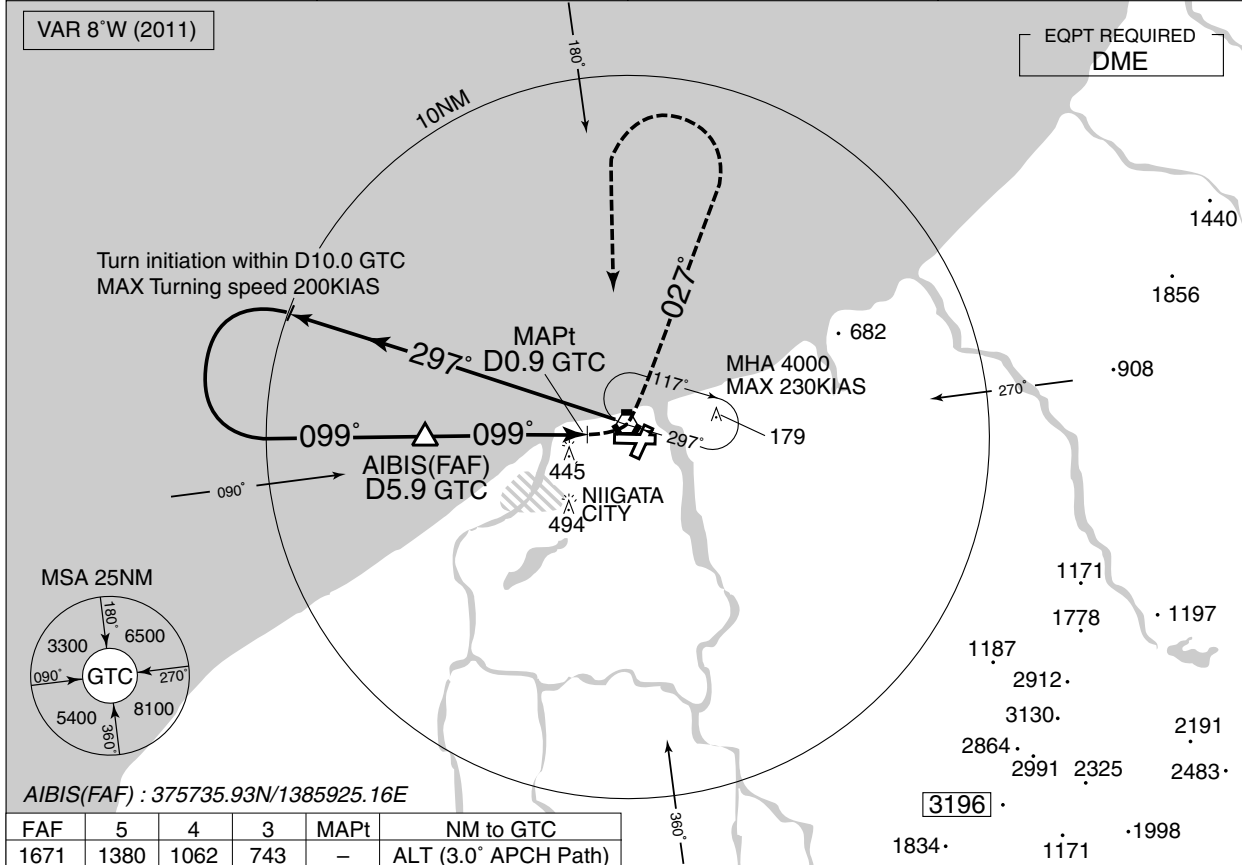 VAR 8°W (2011)
EQPT REQUIRED
DME
180°
10NM
1440
Turn initiation within D10.0 GTC
MAX Turning speed 200KIAS
1856
027°
MAPt
D0.9 GTC
682
297°
MHA 4000
MAX 230KIAS
908
117°
270°
179
099°
099°
297°
AIBIS(FAF)
D5.9 GTC
445
090°
NIIGATA
CITY
494
MSA 25NM
180°
3300
6500
090°
GTC
270°
5400
8100
360°
1171
1778
1197
1187
2912
3130
2191
2864
2991
2325
2483
AIBIS(FAF) : 375735.93N/1385925.16E
3196
360°
1998
1834
1171
FAF 5 4 3 MAPt NM to GTC
1671 1380 1062 743 – ALT (3.0° APCH Path)